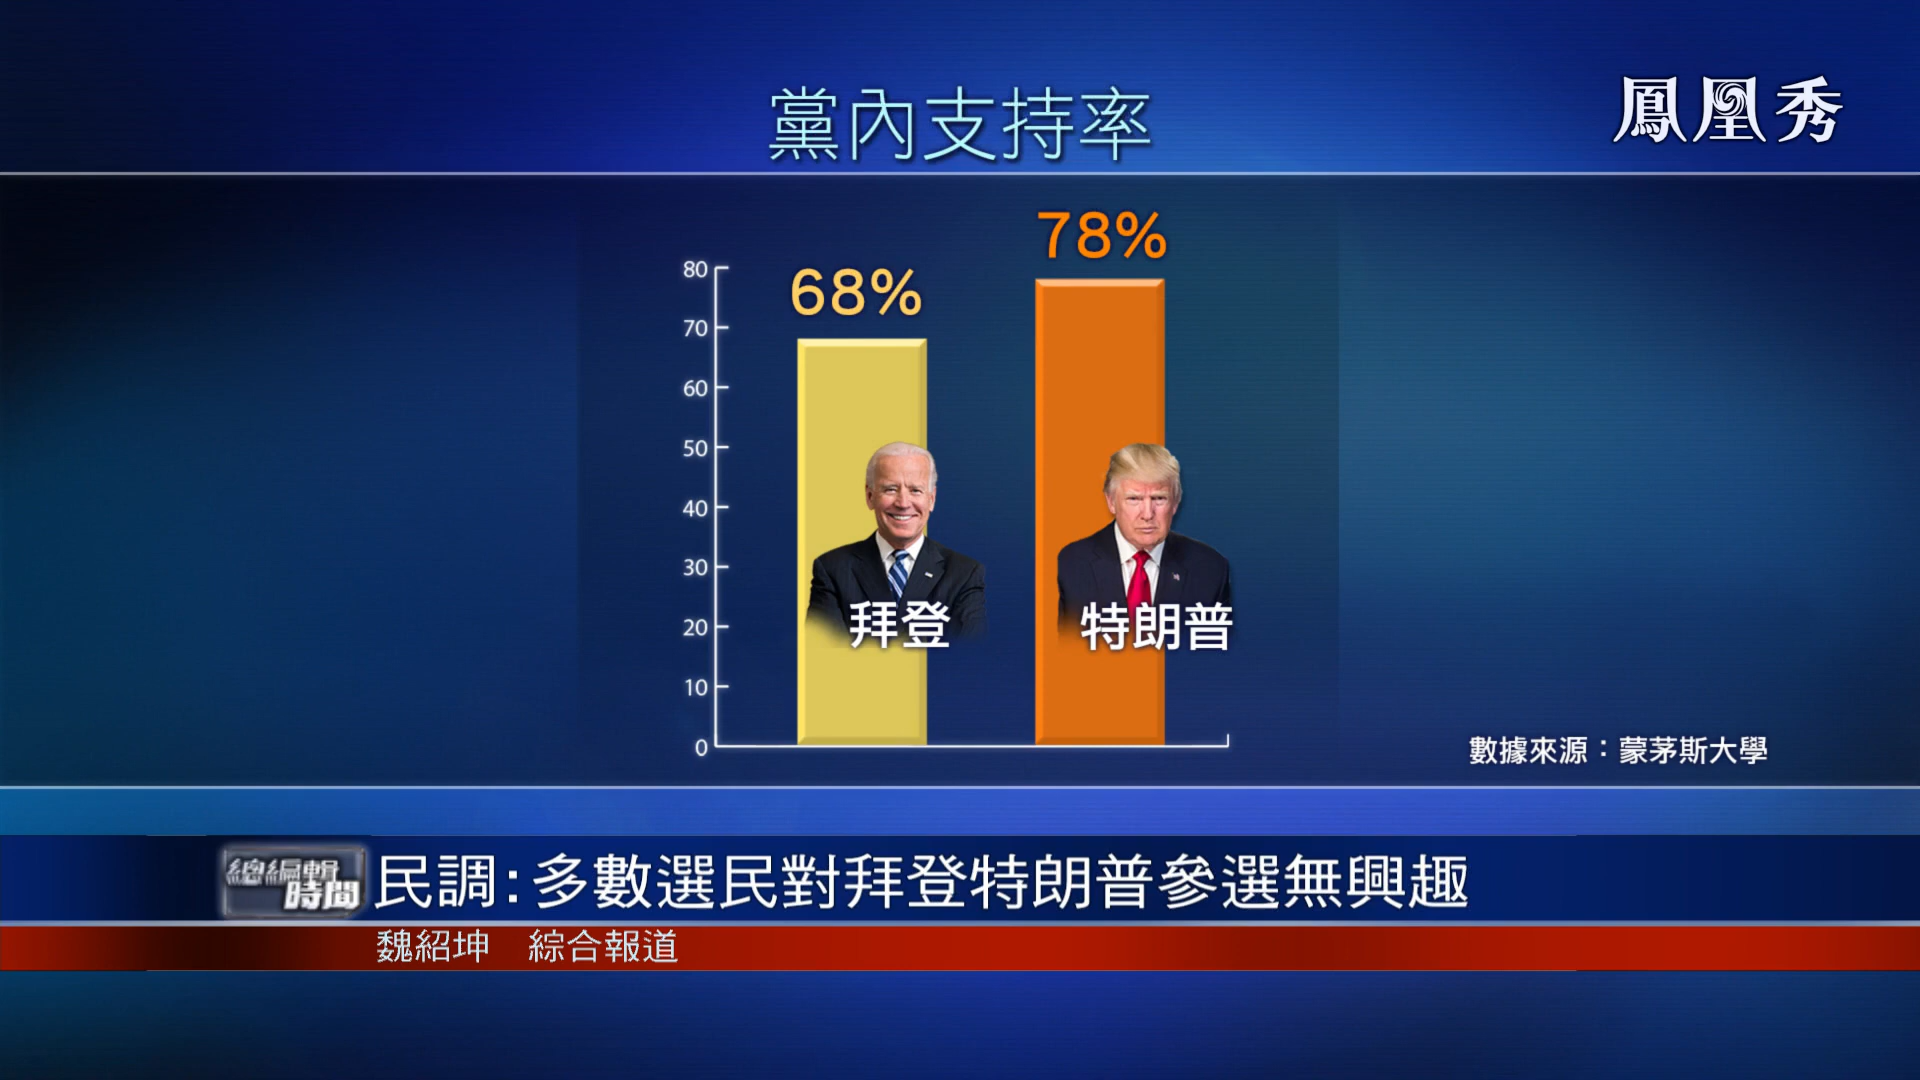 黨內支持率
鳳凰秀
78%
68%
80
70
60
50
40
30
20
10
0
拜登
特朗普
數據來源：蒙茅斯大學
總編輯時間
民調:多數選民對拜登特朗普參選無興趣
魏紹坤 綜合報道